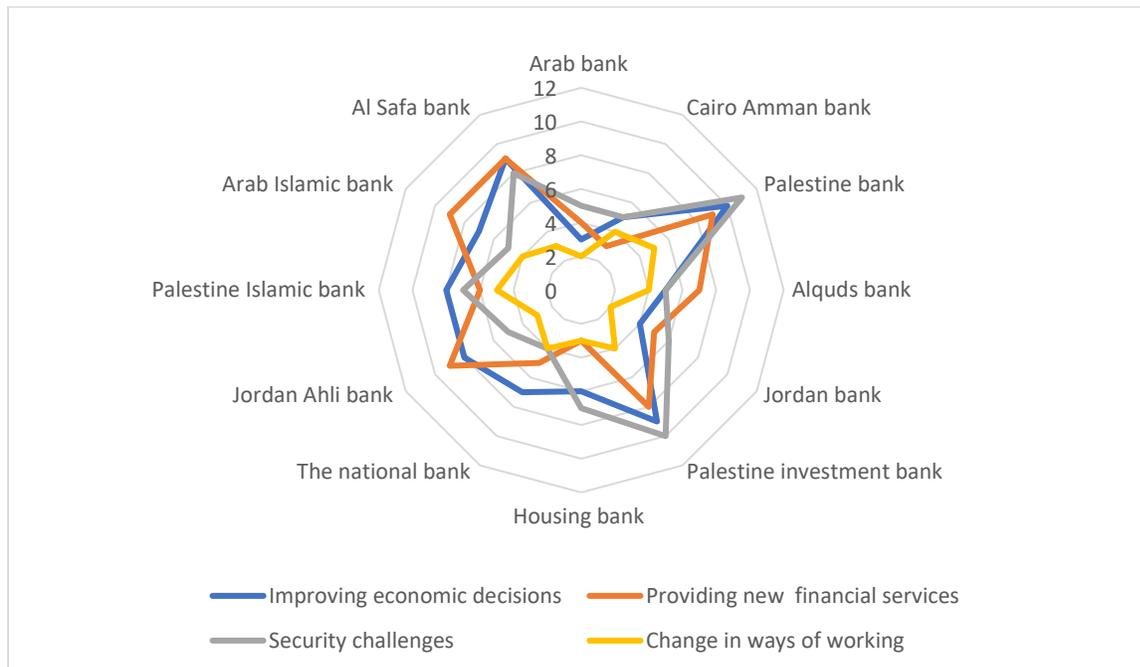 Arab bank
Cairo Amman bank
Palestine bank
Alquds bank
Jordan bank
Palestine investment bank
Housing bank
The national bank
Jordan Ahli bank
Palestine Islamic bank
Arab Islamic bank
Al Safa bank
12
10
8
6
4
2
0
Improving economic decisions
Providing new  financial services
Security challenges
Change in ways of working